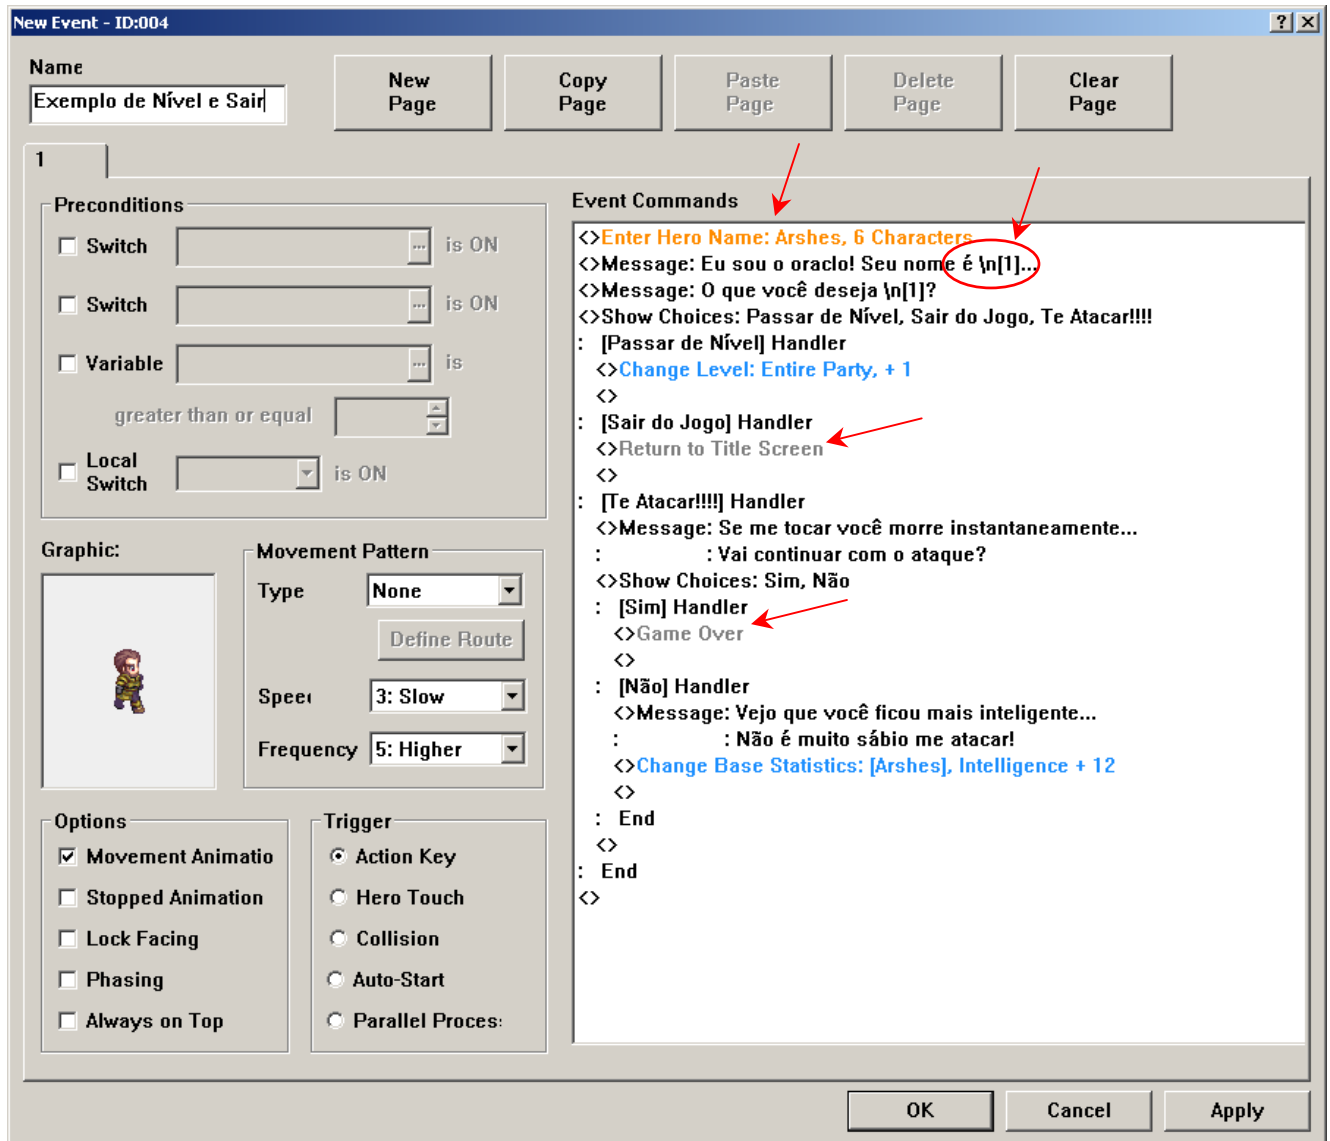 New Event - ID:004
Name
Exemplo de Nível e Sair
New Page
Copy Page
Paste Page
Delete Page
Clear Page
1
Preconditions
Switch ... is ON
Switch ... is ON
Variable ... is
greater than or equal
Local Switch is ON
Graphic:
Movement Pattern
Type None
Define Route
Speed 3: Slow
Frequency 5: Higher
Options
Movement Animatio
Stopped Animation
Lock Facing
Phasing
Always on Top
Trigger
Action Key
Hero Touch
Collision
Auto-Start
Parallel Proces
Event Commands
<>Enter Hero Name: Arshes, 6 Characters
<>Message: Eu sou o oraclo! Seu nome é \n[1]...
<>Message: O que você deseja \n[1]?
<>Show Choices: Passar de Nível, Sair do Jogo, Te Atacar!!!!
: [Passar de Nível] Handler
<>Change Level: Entire Party, + 1
<>
: [Sair do Jogo] Handler
<>Return to Title Screen
<>
: [Te Atacar!!!!] Handler
<>Message: Se me tocar você morre instantaneamente...
: : Vai continuar com o ataque?
<>Show Choices: Sim, Não
: [Sim] Handler
<>Game Over
<>
: [Não] Handler
<>Message: Vejo que você ficou mais inteligente...
: : Não é muito sábio me atacar!
<>Change Base Statistics: [Arshes], Intelligence + 12
<>
: End
<>
: End
<>
OK
Cancel
Apply